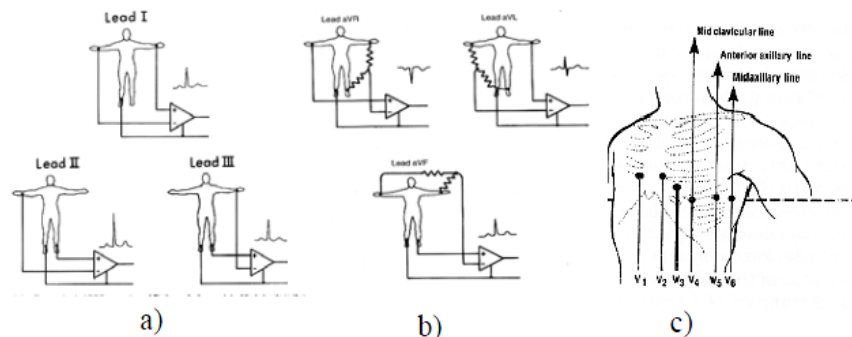 Lead I
Lead II
Lead III
+
-
+
-
+
-
a)
Lead aVR
Lead aVL
Lead aVF
+
-
+
-
+
-
b)
Mid clavicular line
Anterior axillary line
Midaxillary line
V1 V2 V3 V4 V5 V6
c)